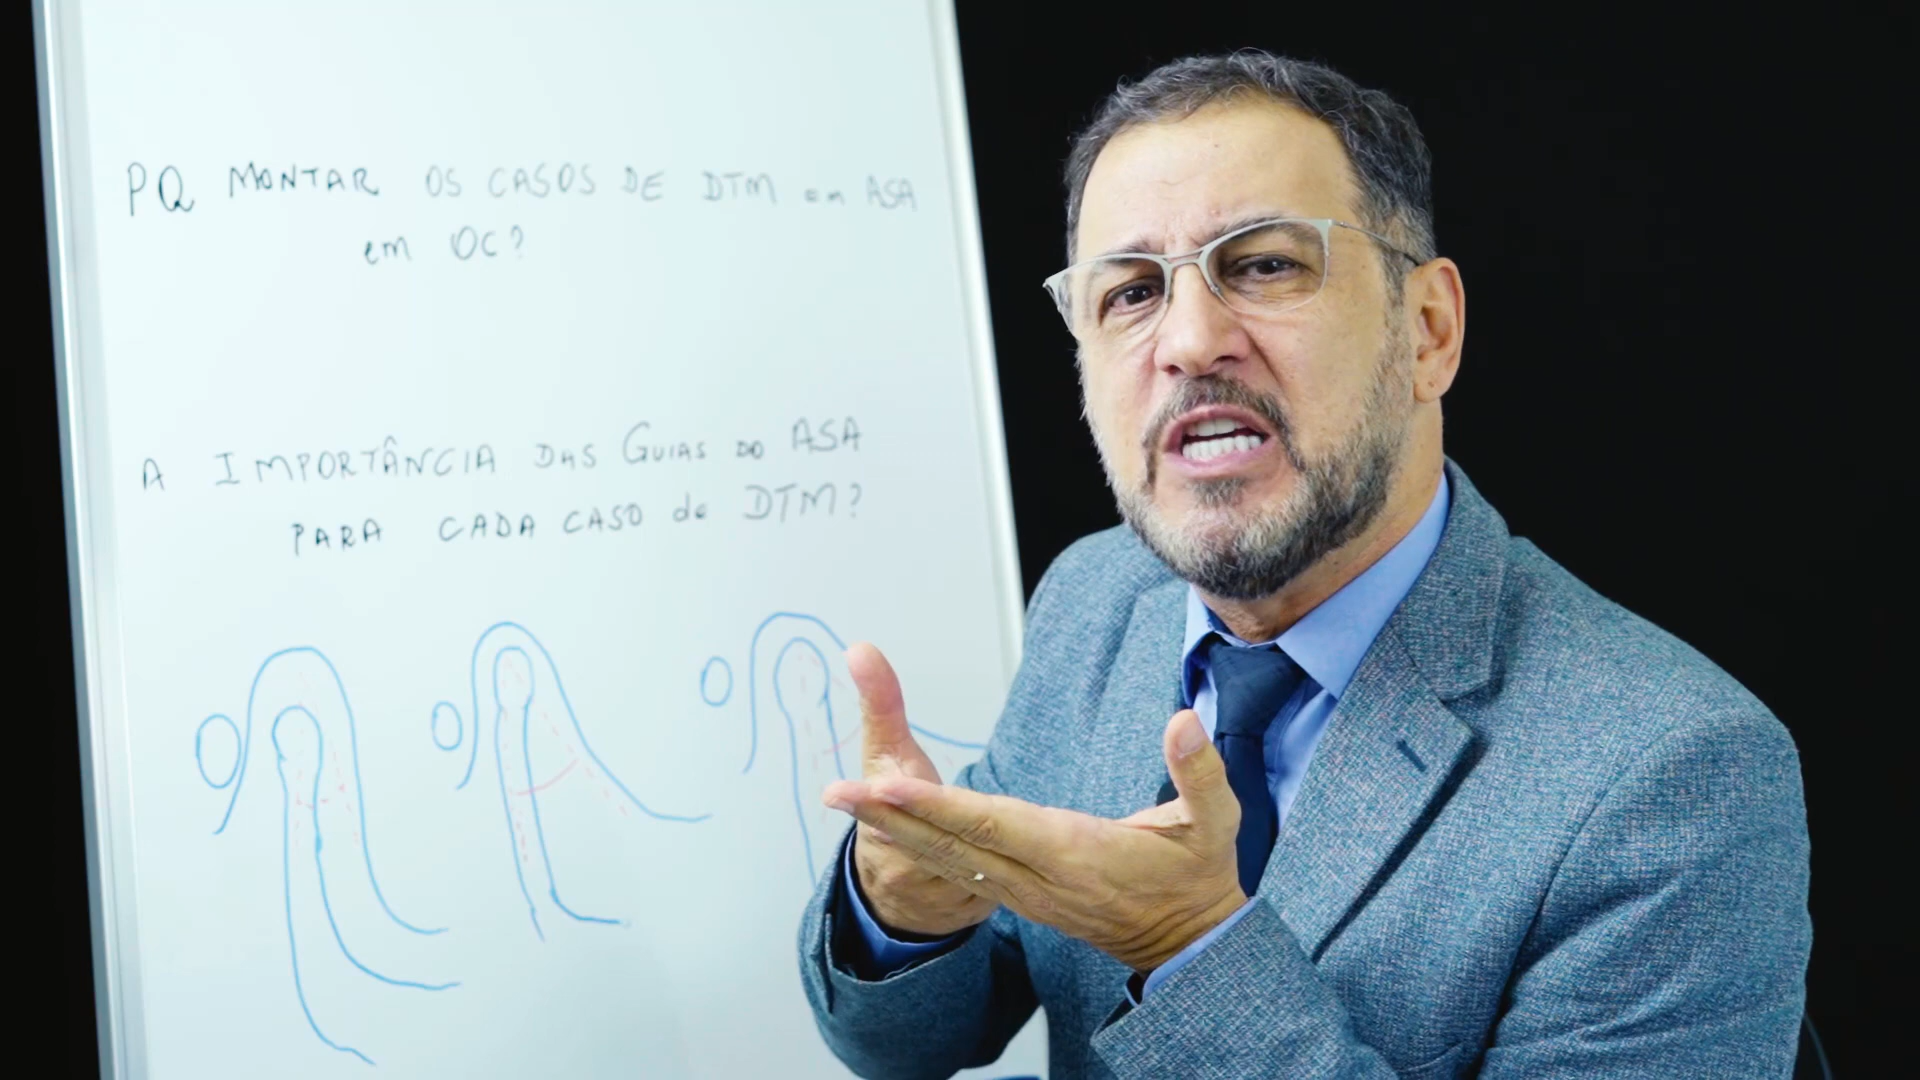 PQ MONTAR OS CASOS DE DTM em ASA
em OC?
A IMPORTÂNCIA DAS GUIAS DO ASA
PARA CADA CASO de DTM?